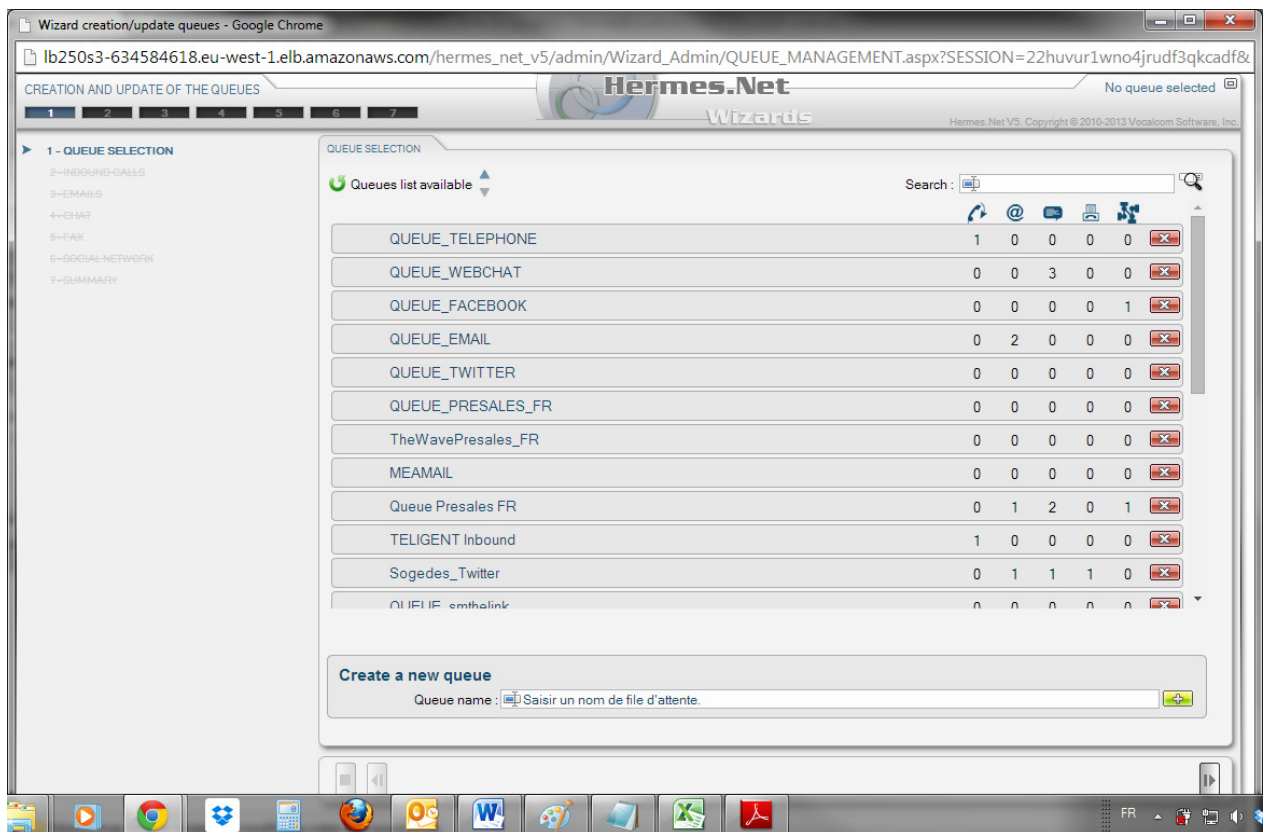 Wizard creation/update queues - Google Chrome
lb250s3-634584618.eu-west-1.elb.amazonaws.com/hermes_net_v5/admin/Wizard_Admin/QUEUE_MANAGEMENT.aspx?SESSION=22huvur1wno4jrudf3qkcadf&
CREATION AND UPDATE OF THE QUEUES
Hermes.Net
No queue selected
1 2 3 4 5 6 7
Wizards
Hermes.Net V5. Copyright © 2010-2013 Vocalcom Software, Inc.
1 - QUEUE SELECTION
2- INBOUND CALLS
3- EMAILS
4- CHAT
5- FAX
6- SOCIAL NETWORK
7- SUMMARY
QUEUE SELECTION
Queues list available
Search :
@
QUEUE_TELEPHONE 1 0 0 0 0
QUEUE_WEBCHAT 0 0 3 0 0
QUEUE_FACEBOOK 0 0 0 0 1
QUEUE_EMAIL 0 2 0 0 0
QUEUE_TWITTER 0 0 0 0 0
QUEUE_PRESALES_FR 0 0 0 0 0
TheWavePresales_FR 0 0 0 0 0
MEAMAIL 0 0 0 0 0
Queue Presales FR 0 1 2 0 1
TELIGENT Inbound 1 0 0 0 0
Sogedes_Twitter 0 1 1 1 0
QUEUE_smthelink 0 0 0 0 0
Create a new queue
Queue name : Saisir un nom de file d'attente.
FR